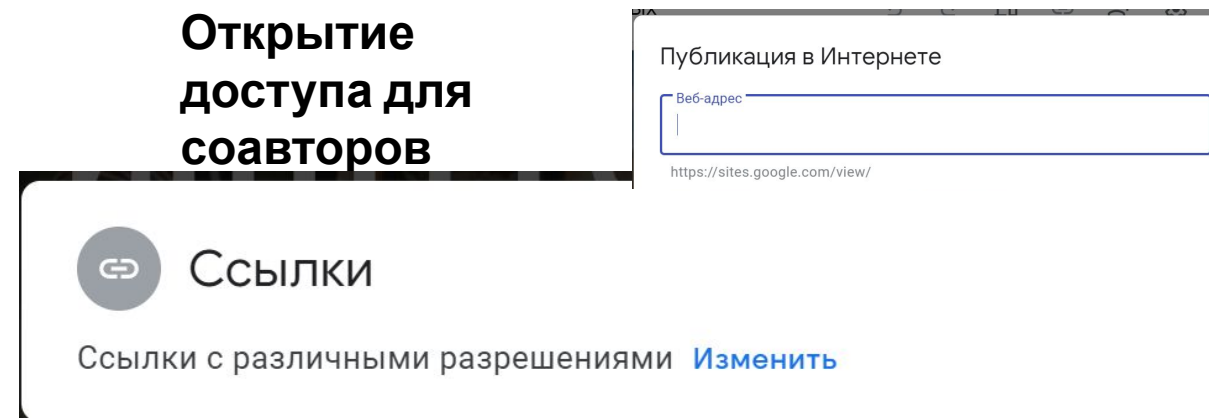 Открытие
доступа для
соавторов
Публикация в Интернете
Веб-адрес
https://sites.google.com/view/
Ссылки
Ссылки с различными разрешениями Изменить